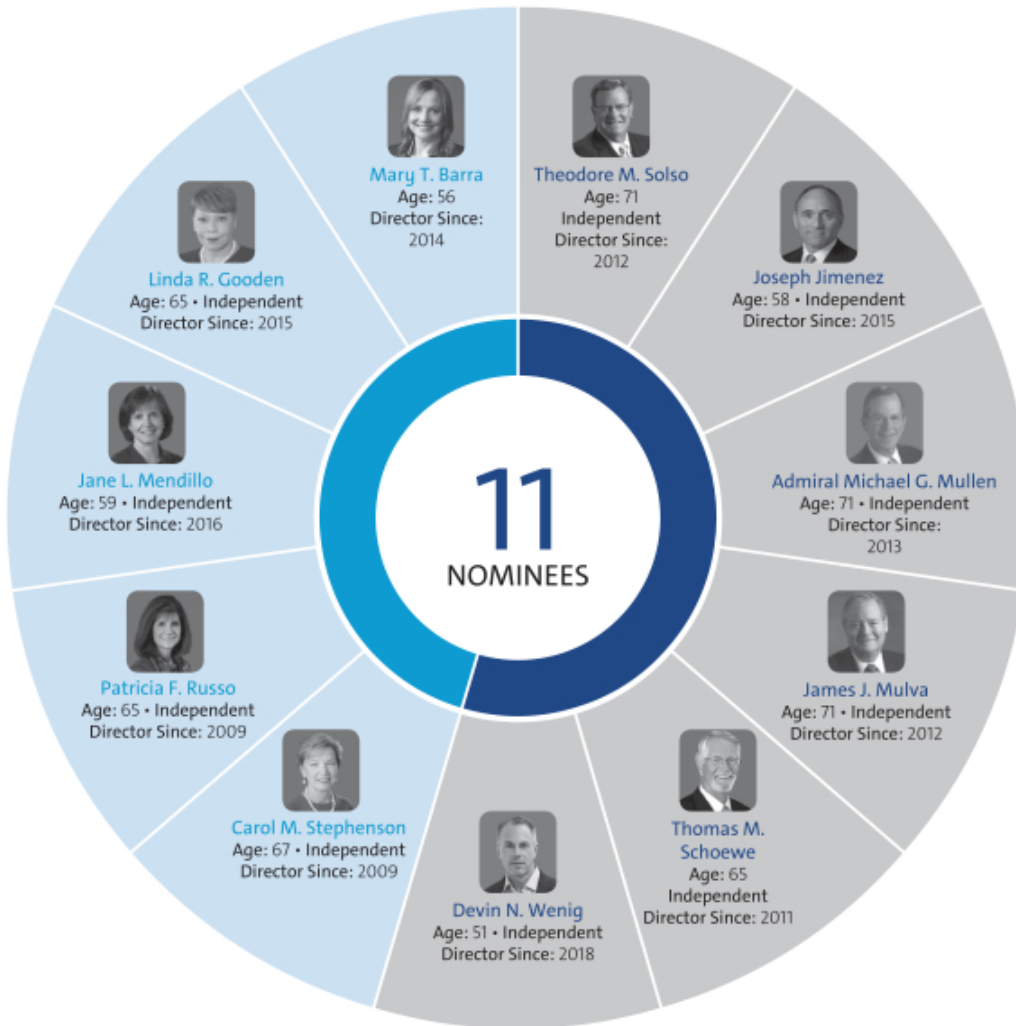 Mary T. Barra
Age: 56
Director Since:
2014
Theodore M. Solso
Age: 71
Independent
Director Since:
2012
Linda R. Gooden
Age: 65 • Independent
Director Since: 2015
Joseph Jimenez
Age: 58 • Independent
Director Since: 2015
Jane L. Mendillo
Age: 59 • Independent
Director Since: 2016
11
NOMINEES
Admiral Michael G. Mullen
Age: 71 • Independent
Director Since:
2013
Patricia F. Russo
Age: 65 • Independent
Director Since: 2009
James J. Mulva
Age: 71 • Independent
Director Since: 2012
Carol M. Stephenson
Age: 67 • Independent
Director Since: 2009
Devin N. Wenig
Age: 51 • Independent
Director Since: 2018
Thomas M.
Schoewe
Age: 65
Independent
Director Since: 2011